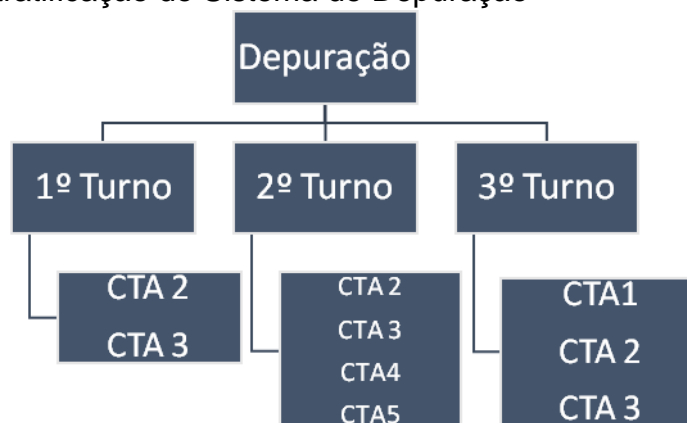 do Sistema de Depuração
Depuração
1º Turno
2º Turno
3º Turno
CTA 2
CTA 3
CTA 2
CTA 3
CTA4
CTA5
CTA1
CTA 2
CTA 3